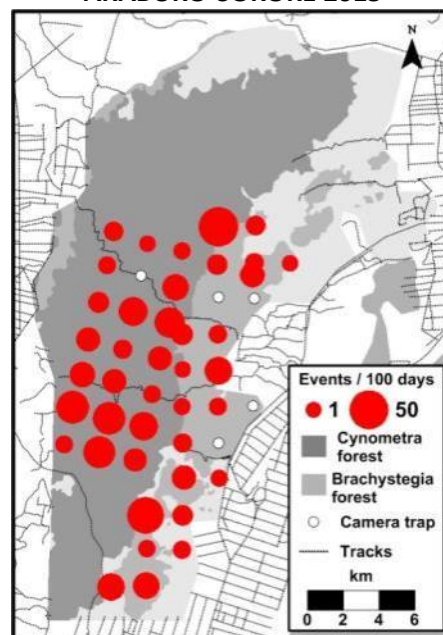 N
Events / 100 days
1 50
Cynometra
forest
Brachystegia
forest
Camera trap
Tracks
km
0 2 4 6